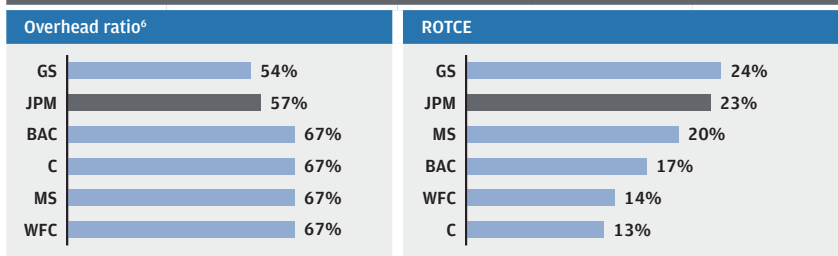 Overhead ratio⁶
GS 54%
JPM 57%
BAC 67%
C 67%
MS 67%
WFC 67%
ROTCE
GS 24%
JPM 23%
MS 20%
BAC 17%
WFC 14%
C 13%